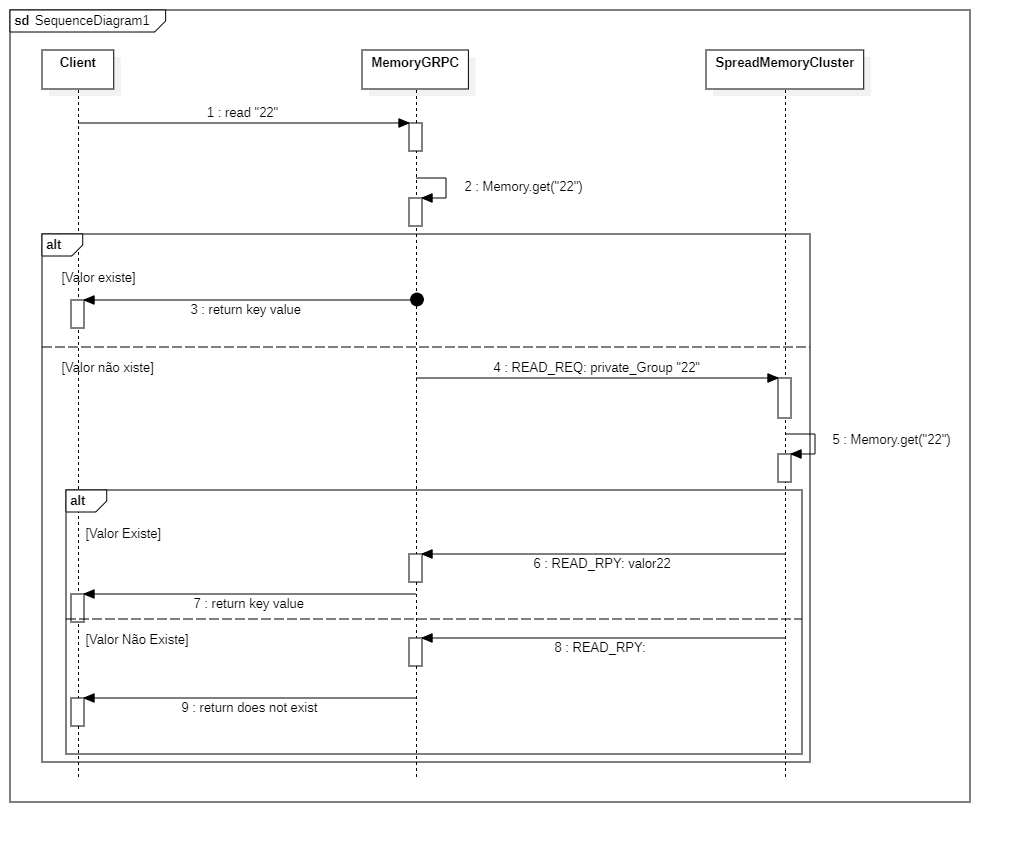 sd SequenceDiagram1
Client
MemoryGRPC
SpreadMemoryCluster
1 : read "22"
2 : Memory.get("22")
alt
[Valor existe]
3 : return key value
[Valor não xiste]
4 : READ_REQ: private_Group "22"
5 : Memory.get("22")
alt
[Valor Existe]
6 : READ_RPY: valor22
7 : return key value
[Valor Não Existe]
8 : READ_RPY:
9 : return does not exist